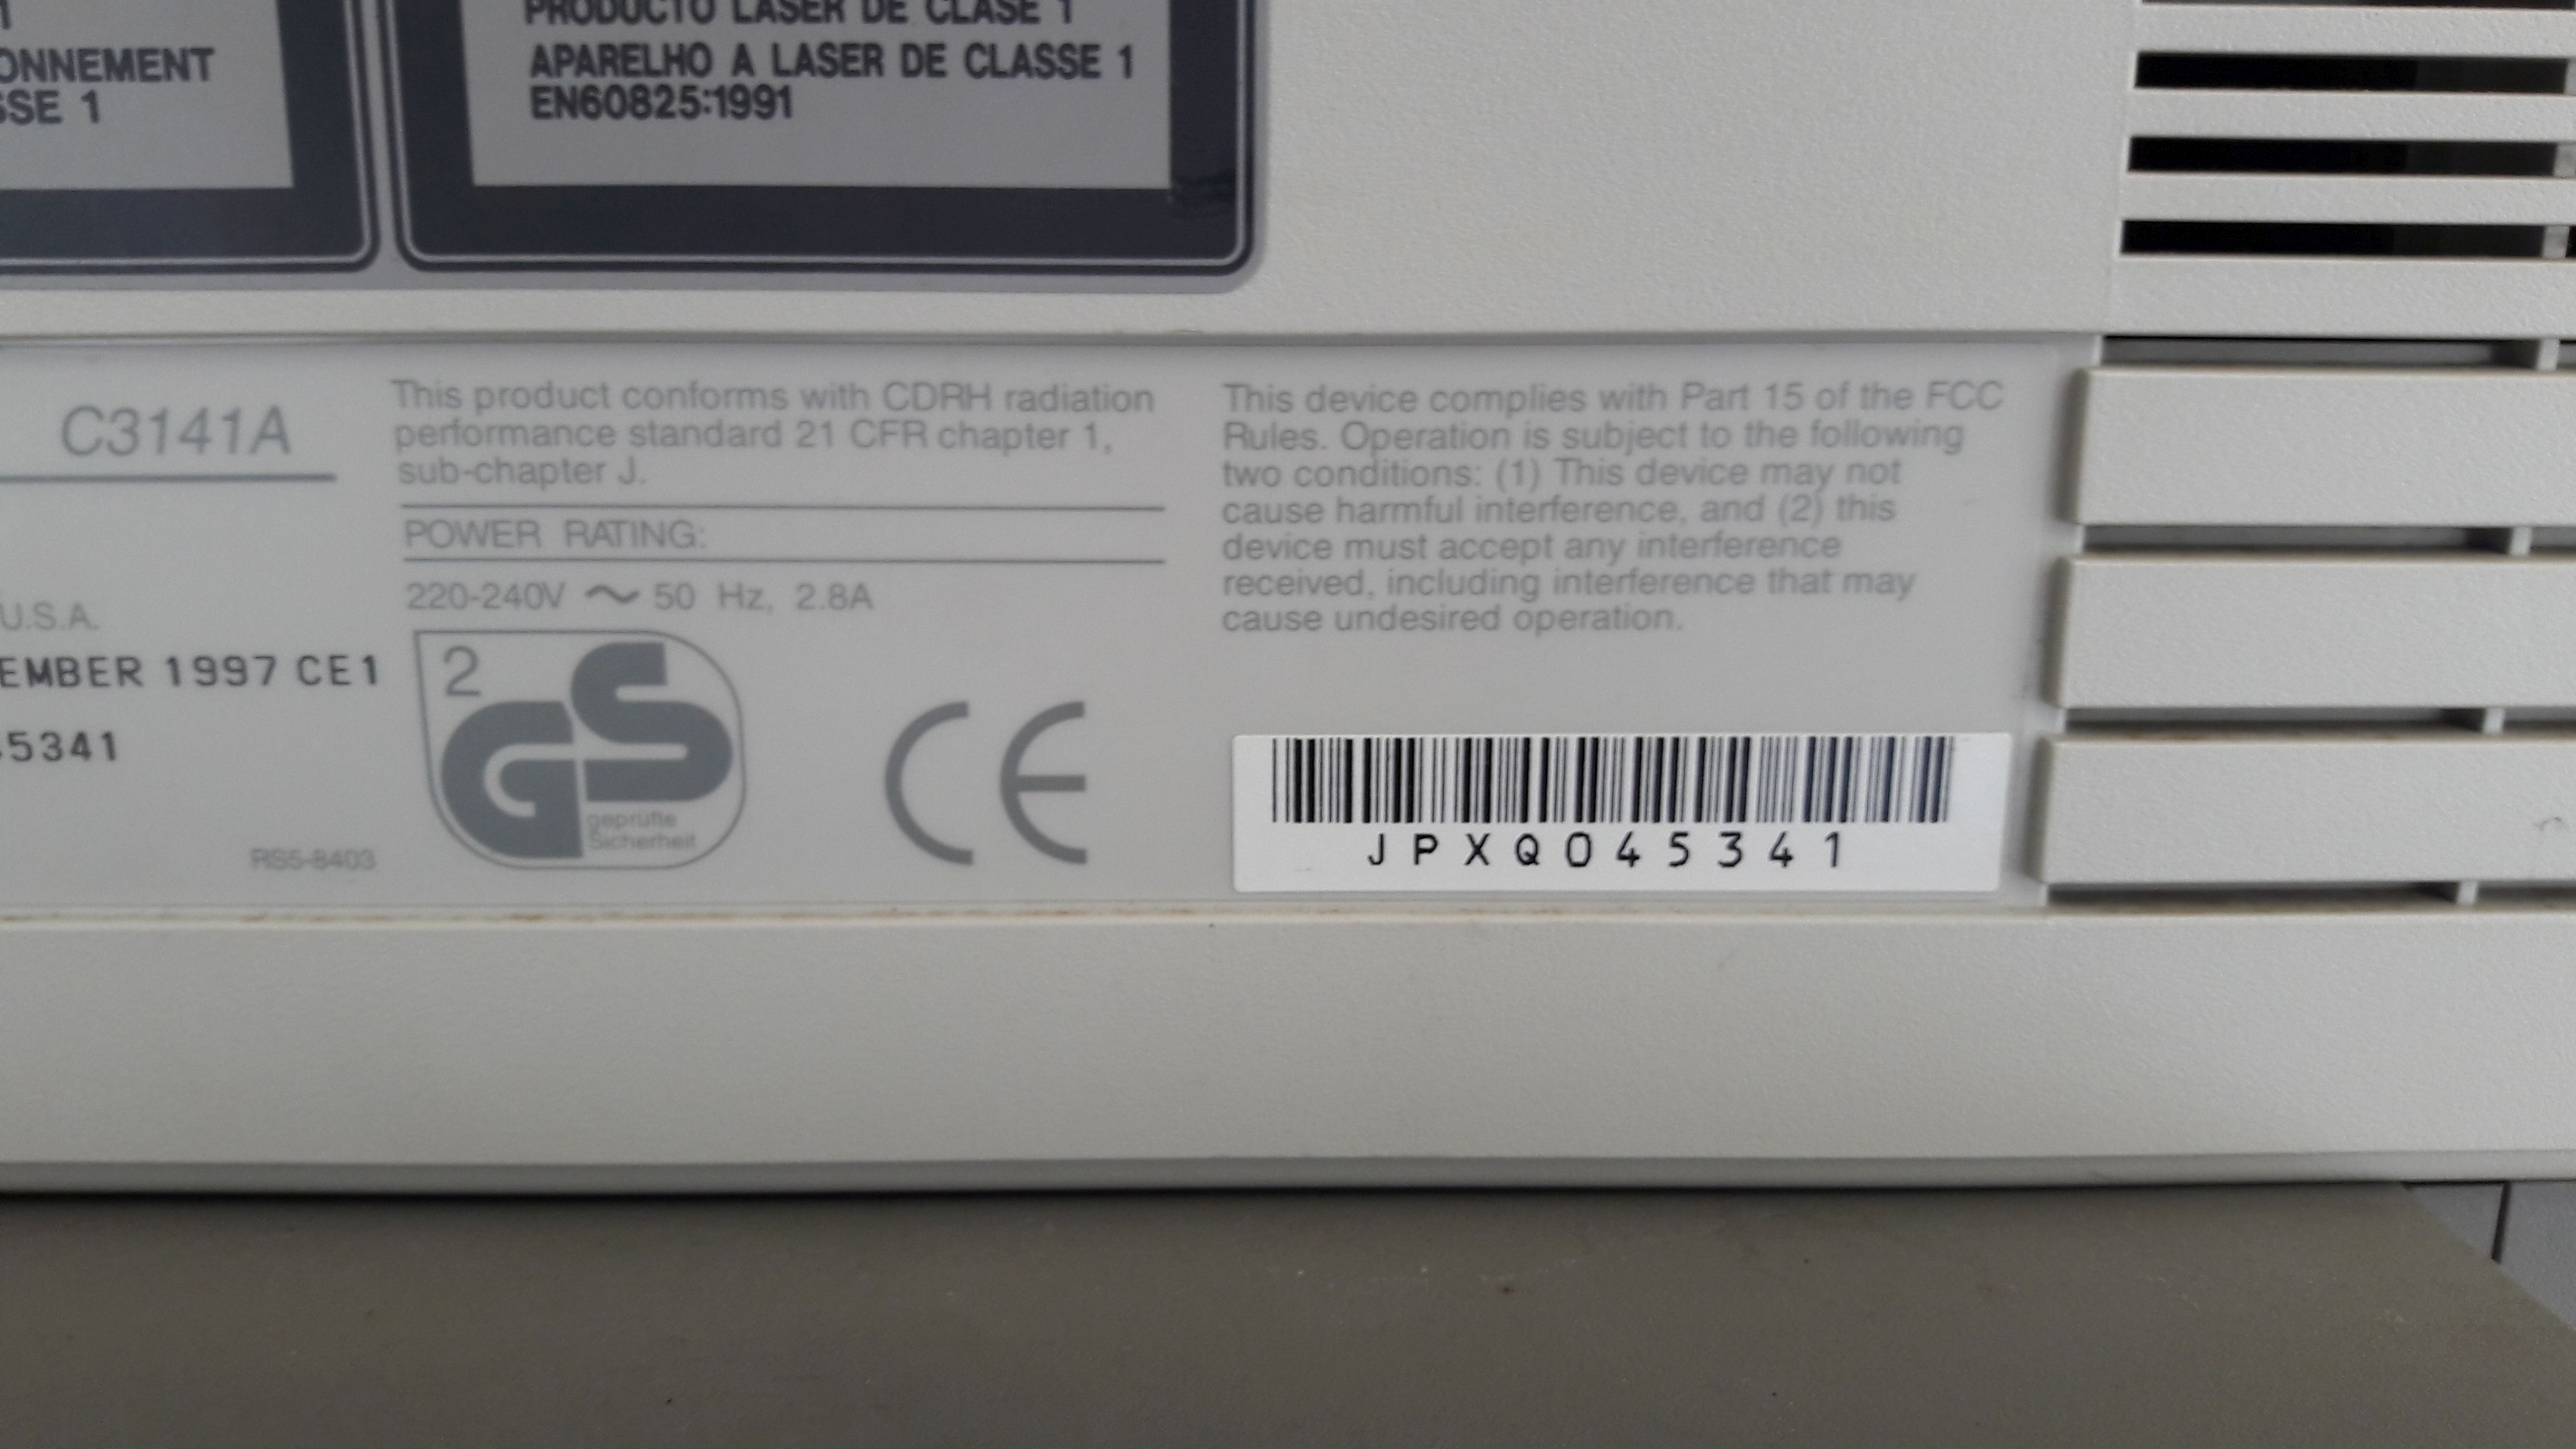 ONNEMENT
SSE 1
PRODUCTO LASER DE CLASE 1
APARELHO A LASER DE CLASSE 1
EN60825:1991
C3141A
U.S.A.
EMBER 1997 CE1
5341
RS5-8403
This product conforms with CDRH radiation
performance standard 21 CFR chapter 1,
sub-chapter J.
POWER RATING:
220-240V ~ 50 Hz, 2.8A
2
GS
geprüfte
Sicherheit
CE
This device complies with Part 15 of the FCC
Rules. Operation is subject to the following
two conditions: (1) This device may not
cause harmful interference, and (2) this
device must accept any interference
received, including interference that may
cause undesired operation.
JPXQ045341